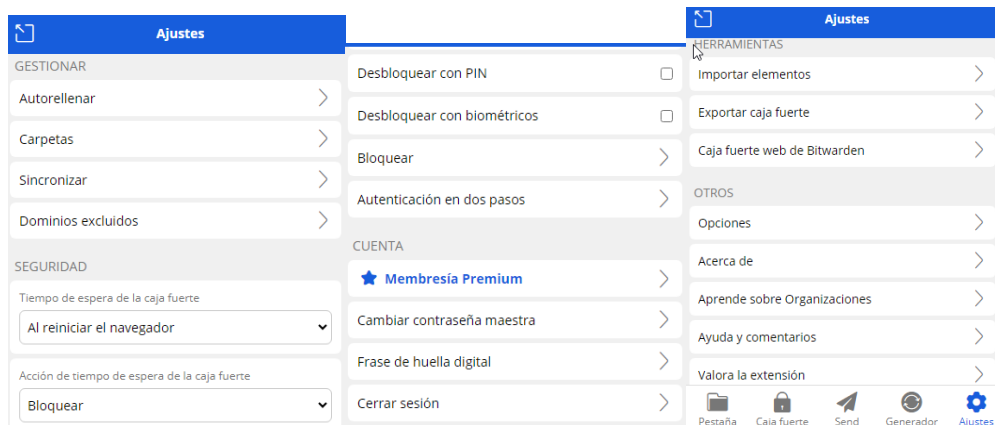 Ajustes
GESTIONAR
Autorellenar
Carpetas
Sincronizar
Dominios excluidos
SEGURIDAD
Tiempo de espera de la caja fuerte
Al reiniciar el navegador
Acción de tiempo de espera de la caja fuerte
Bloquear
Desbloquear con PIN
Desbloquear con biométricos
Bloquear
Autenticación en dos pasos
CUENTA
Membresía Premium
Cambiar contraseña maestra
Frase de huella digital
Cerrar sesión
Ajustes
HERRAMIENTAS
Importar elementos
Exportar caja fuerte
Caja fuerte web de Bitwarden
OTROS
Opciones
Acerca de
Aprende sobre Organizaciones
Ayuda y comentarios
Valora la extensión
Pestaña Caja fuerte Send Generador Ajustes